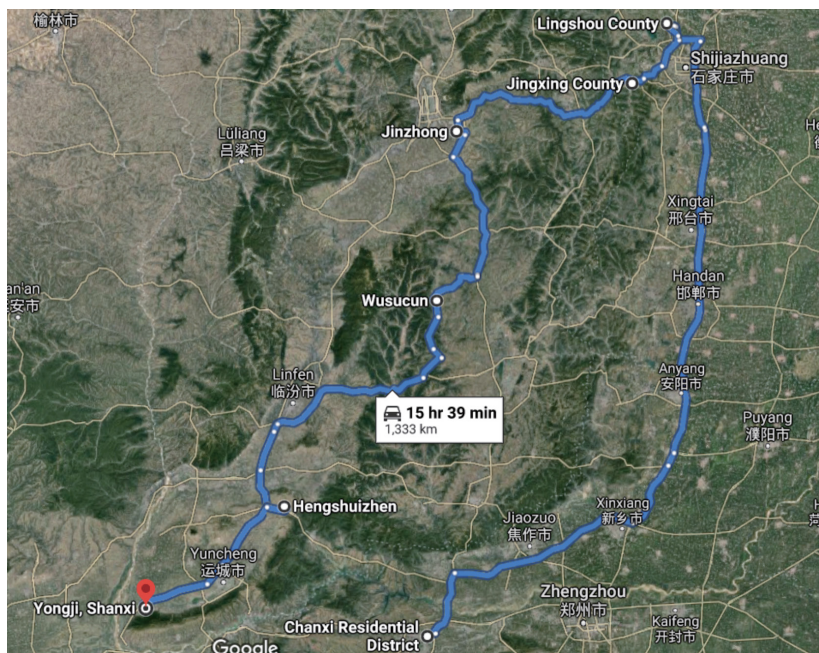 榆林市
Lingshou County
Shijiazhuang
石家庄市
Jingxing County
Jinzhong
Lüliang
吕梁市
Xingtai
邢台市
Handan
邯郸市
Wusucun
Linfen
临汾市
Anyang
安阳市
15 hr 39 min
1,333 km
Puyang
濮阳市
Hengshuizhen
Xinxiang
新乡市
Jiaozuo
焦作市
Yuncheng
运城市
Zhengzhou
郑州市
Yongji, Shanxi
Kaifeng
开封市
Chanxi Residential
District
Google